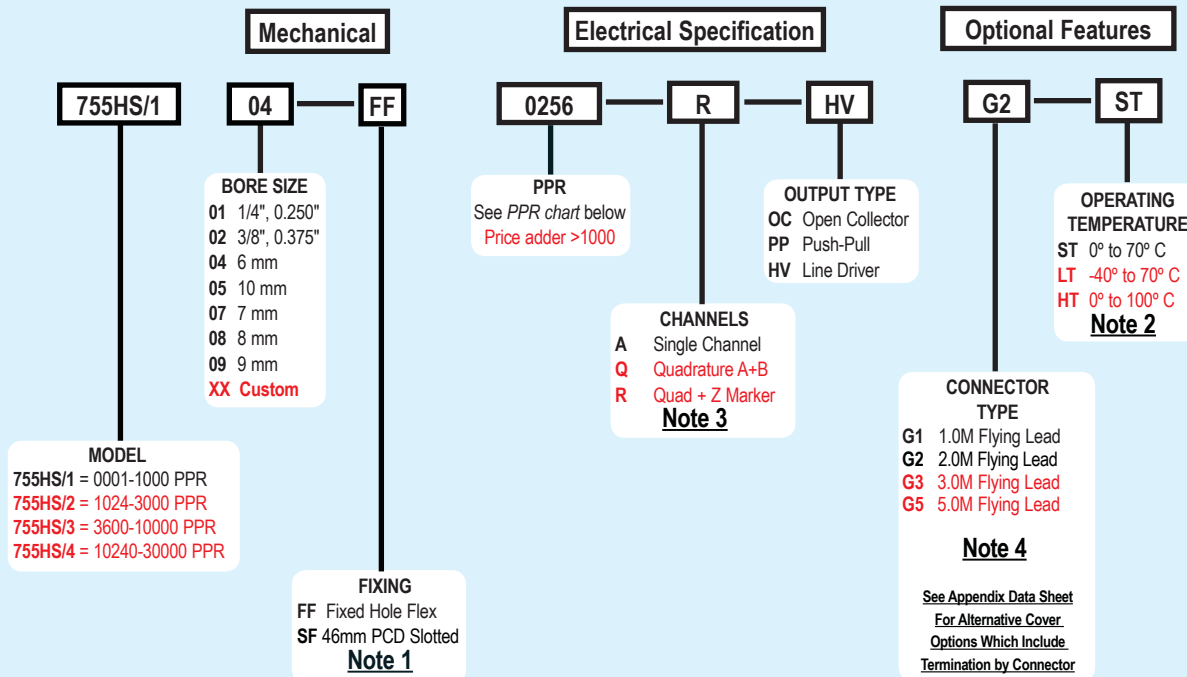 Mechanical
Electrical Specification
Optional Features
755HS/1
04
FF
0256
R
HV
G2
ST
BORE SIZE
01 1/4", 0.250"
02 3/8", 0.375"
04 6 mm
05 10 mm
07 7 mm
08 8 mm
09 9 mm
XX Custom
PPR
See PPR chart below
Price adder >1000
OUTPUT TYPE
OC Open Collector
PP Push-Pull
HV Line Driver
OPERATING
TEMPERATURE
ST 0º to 70º C
LT -40º to 70º C
HT 0º to 100º C
Note 2
CHANNELS
A Single Channel
Q Quadrature A+B
R Quad + Z Marker
Note 3
MODEL
755HS/1 = 0001-1000 PPR
755HS/2 = 1024-3000 PPR
755HS/3 = 3600-10000 PPR
755HS/4 = 10240-30000 PPR
CONNECTOR
TYPE
G1 1.0M Flying Lead
G2 2.0M Flying Lead
G3 3.0M Flying Lead
G5 5.0M Flying Lead
Note 4
See Appendix Data Sheet
For Alternative Cover
Options Which Include
Termination by Connector
FIXING
FF Fixed Hole Flex
SF 46mm PCD Slotted
Note 1